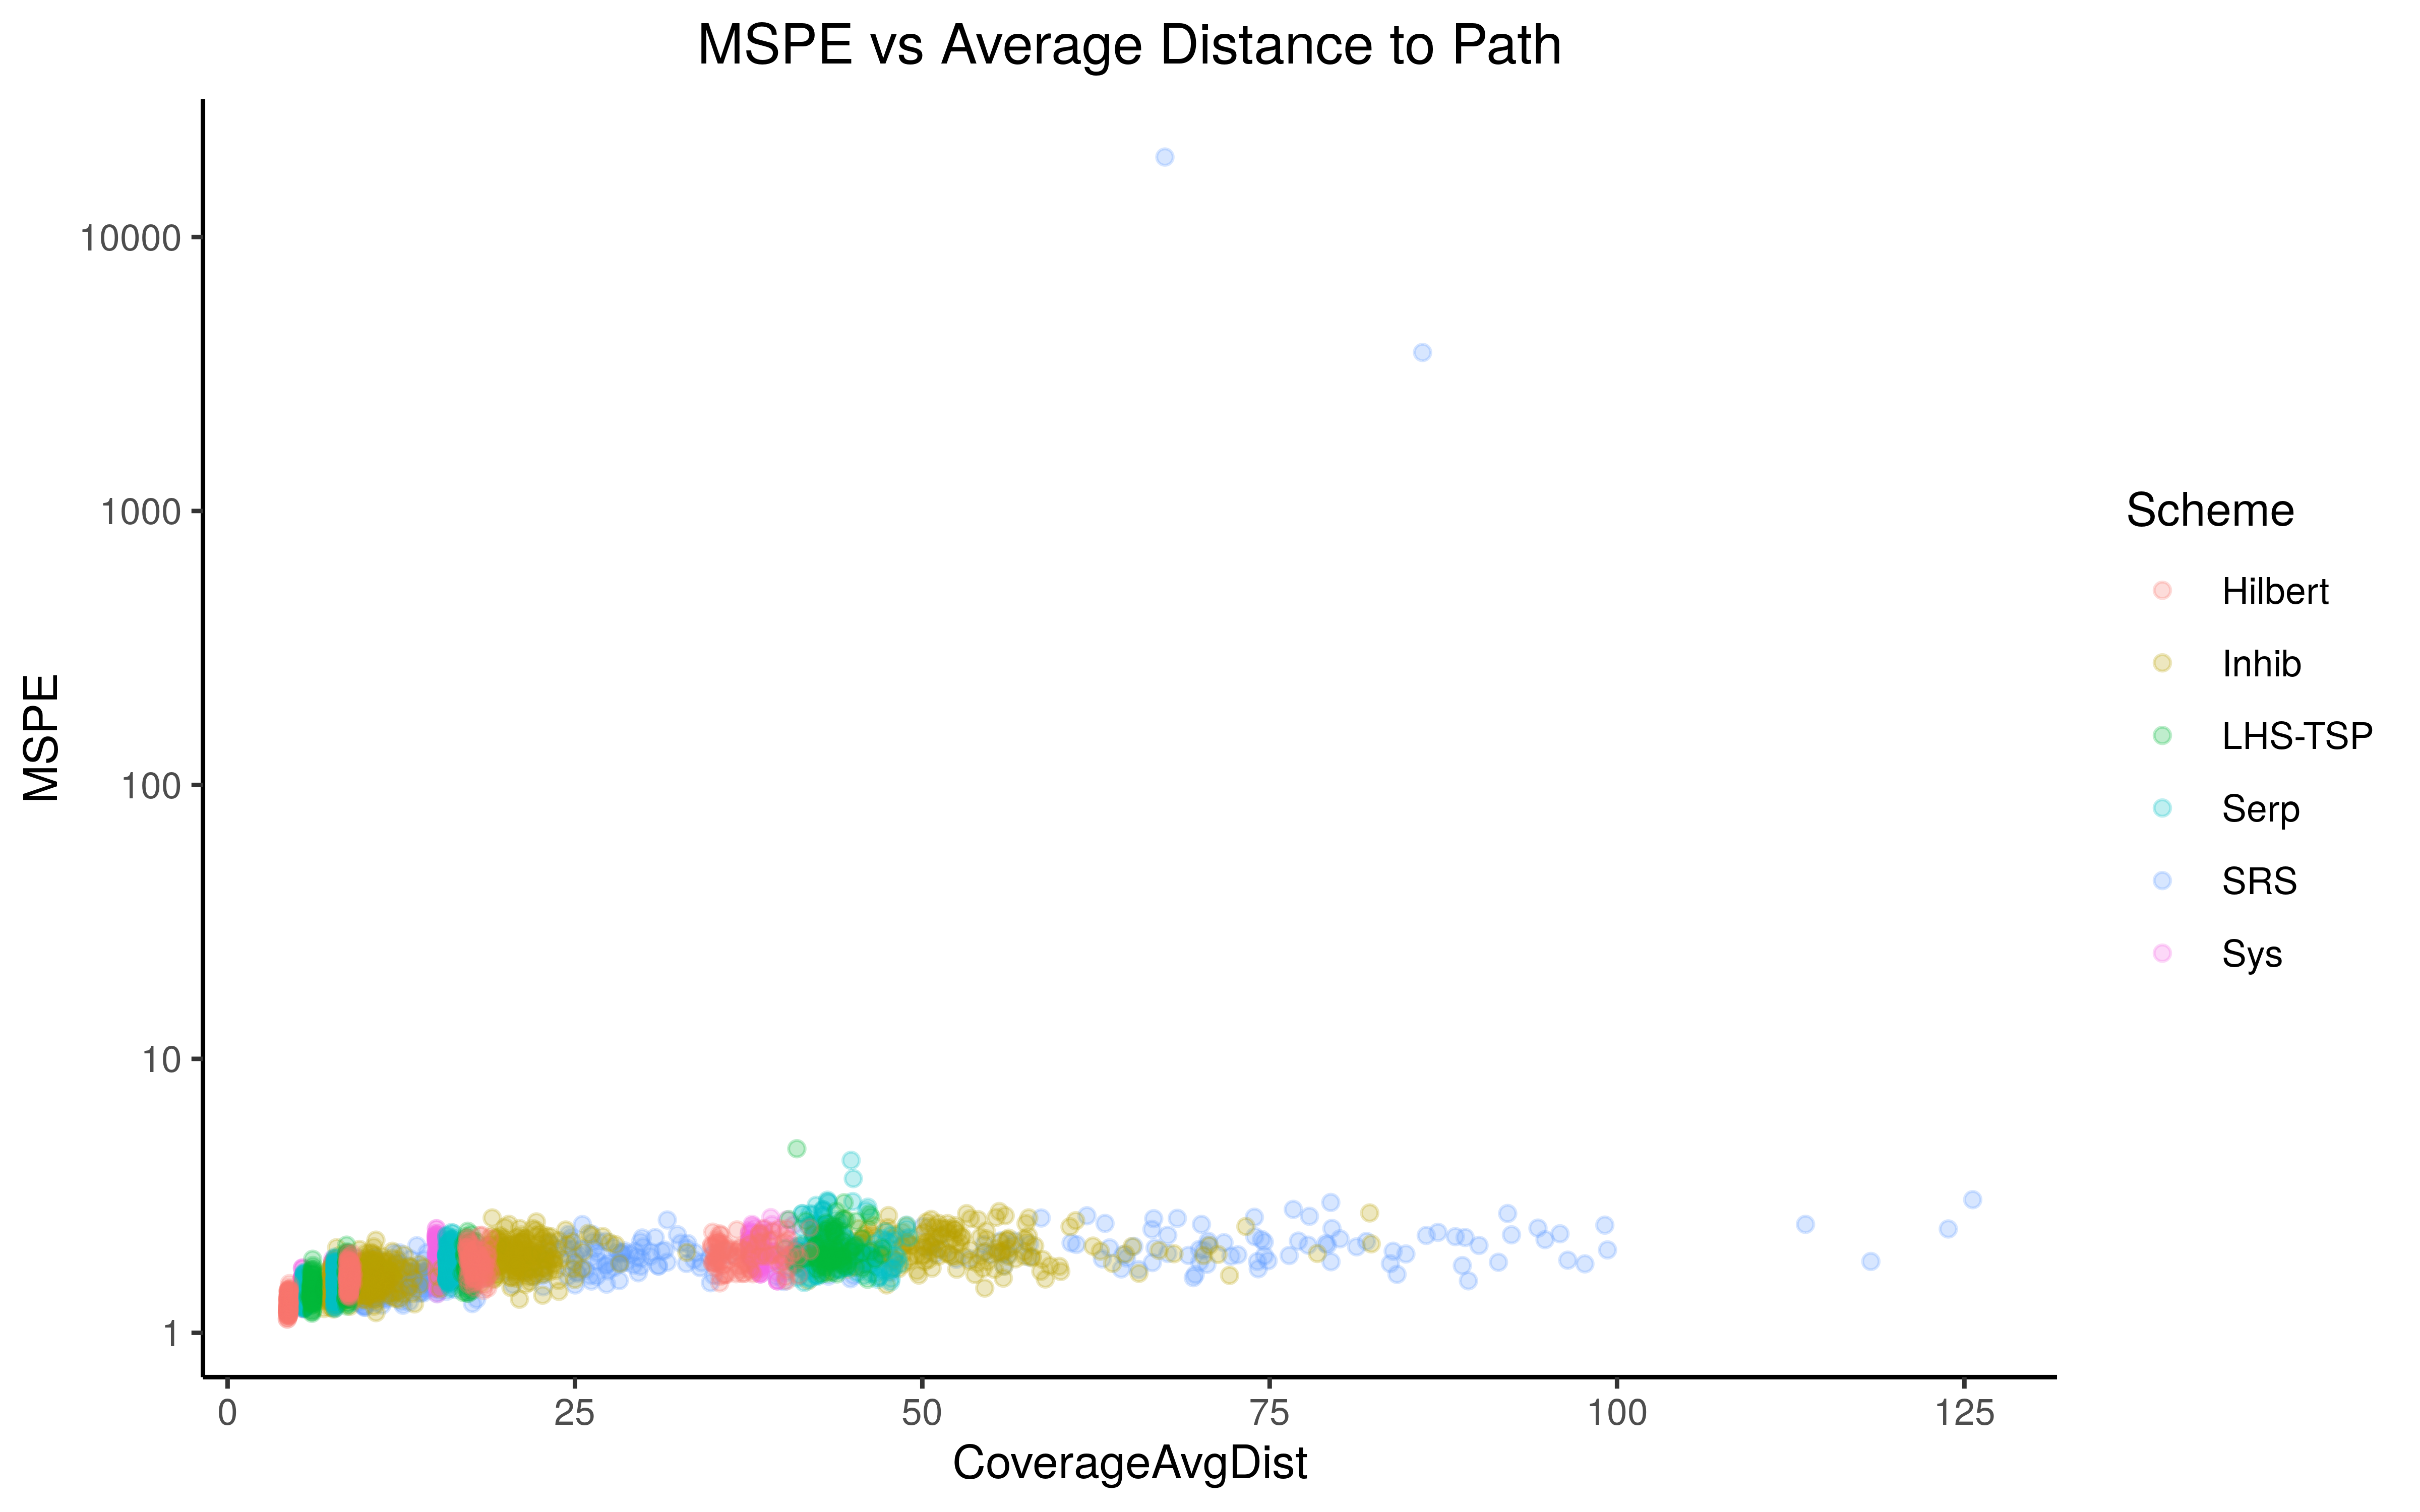 MSPE vs Average Distance to Path
MSPE
10000
1000
100
10
1
0
25
50
75
100
125
CoverageAvgDist
Scheme
Hilbert
Inhib
LHS-TSP
Serp
SRS
Sys